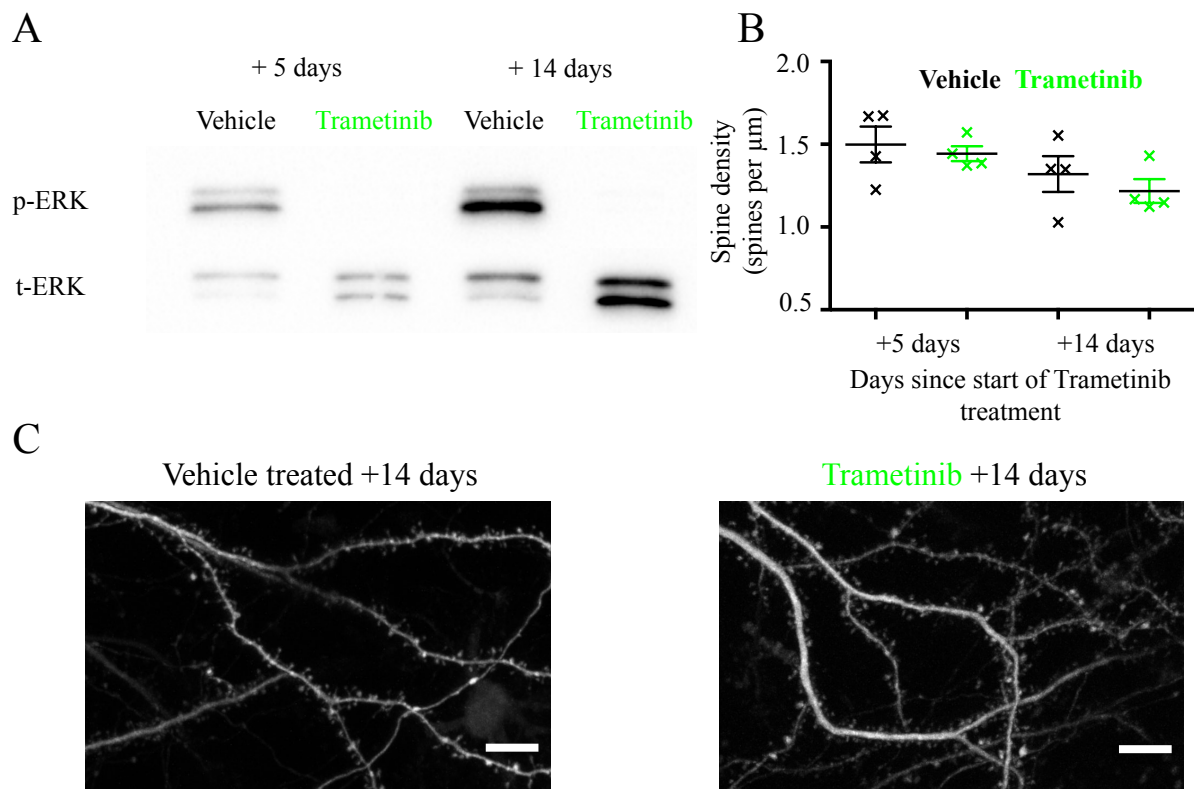 A
+ 5 days + 14 days
Vehicle Trametinib Vehicle Trametinib
p-ERK
t-ERK
B
Vehicle Trametinib
Spine density
(spines per μm)
2.0
1.5
1.0
0.5
+5 days +14 days
Days since start of Trametinib
treatment
C
Vehicle treated +14 days
Trametinib +14 days